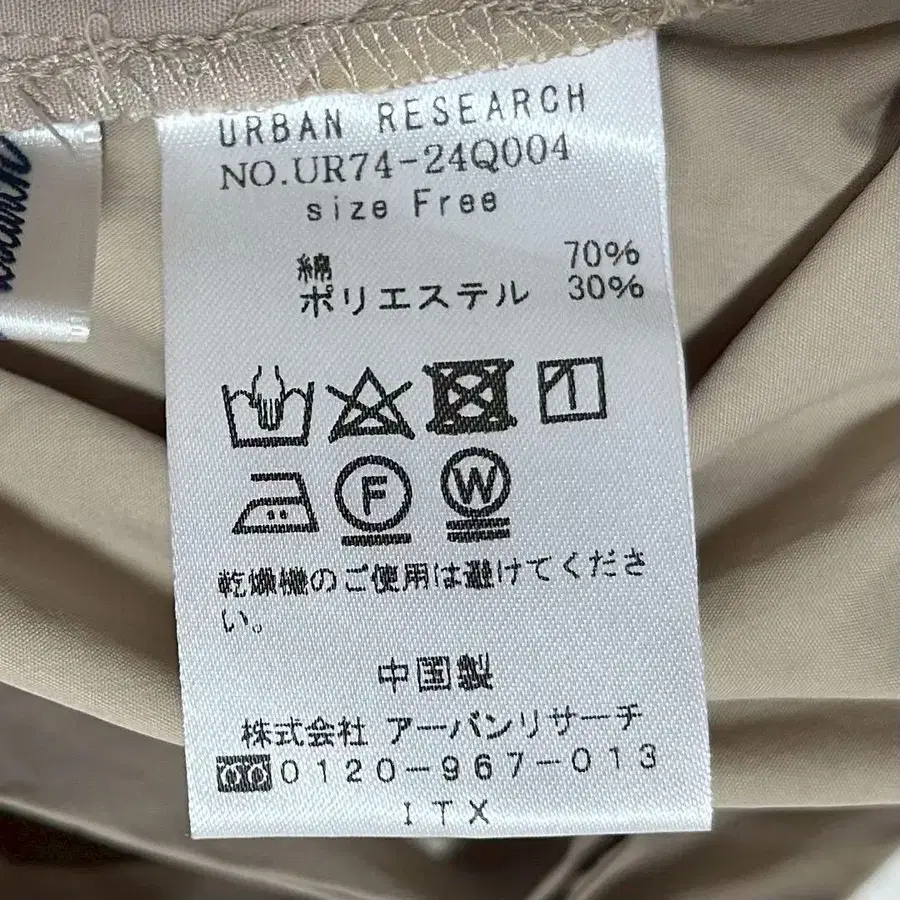 URBAN RESEARCH
NO.UR74-24Q004
size Free
綿 70%
ポリエステル 30%
F W
乾燥機のご使用は避けてくださ
い。
中国製
株式会社 アーバンリサーチ
0120-967-013
ITX